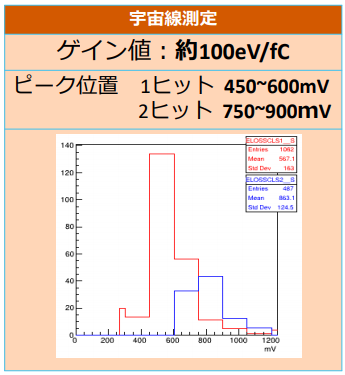 宇宙線測定
ゲイン値：約100eV/fC
ピーク位置　1ヒット 450~600mV
2ヒット 750~900mV
ELOSSCLS1__S
Entries 1082
Mean 567.1
Std Dev 163
ELOSSCLS2__S
Entries 487
Mean 863.1
Std Dev 124.5
140
120
100
80
60
40
20
0
0 200 400 600 800 1000 1200
mV